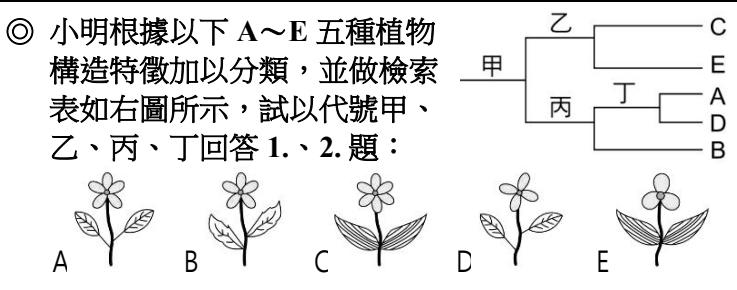 ◎ 小明根據以下 A～E 五種植物
構造特徵加以分類，並做檢索
表如右圖所示，試以代號甲、
乙、丙、丁回答 1.、2. 題：
甲
乙
丙
丁
C
E
A
D
B
A
B
C
D
E